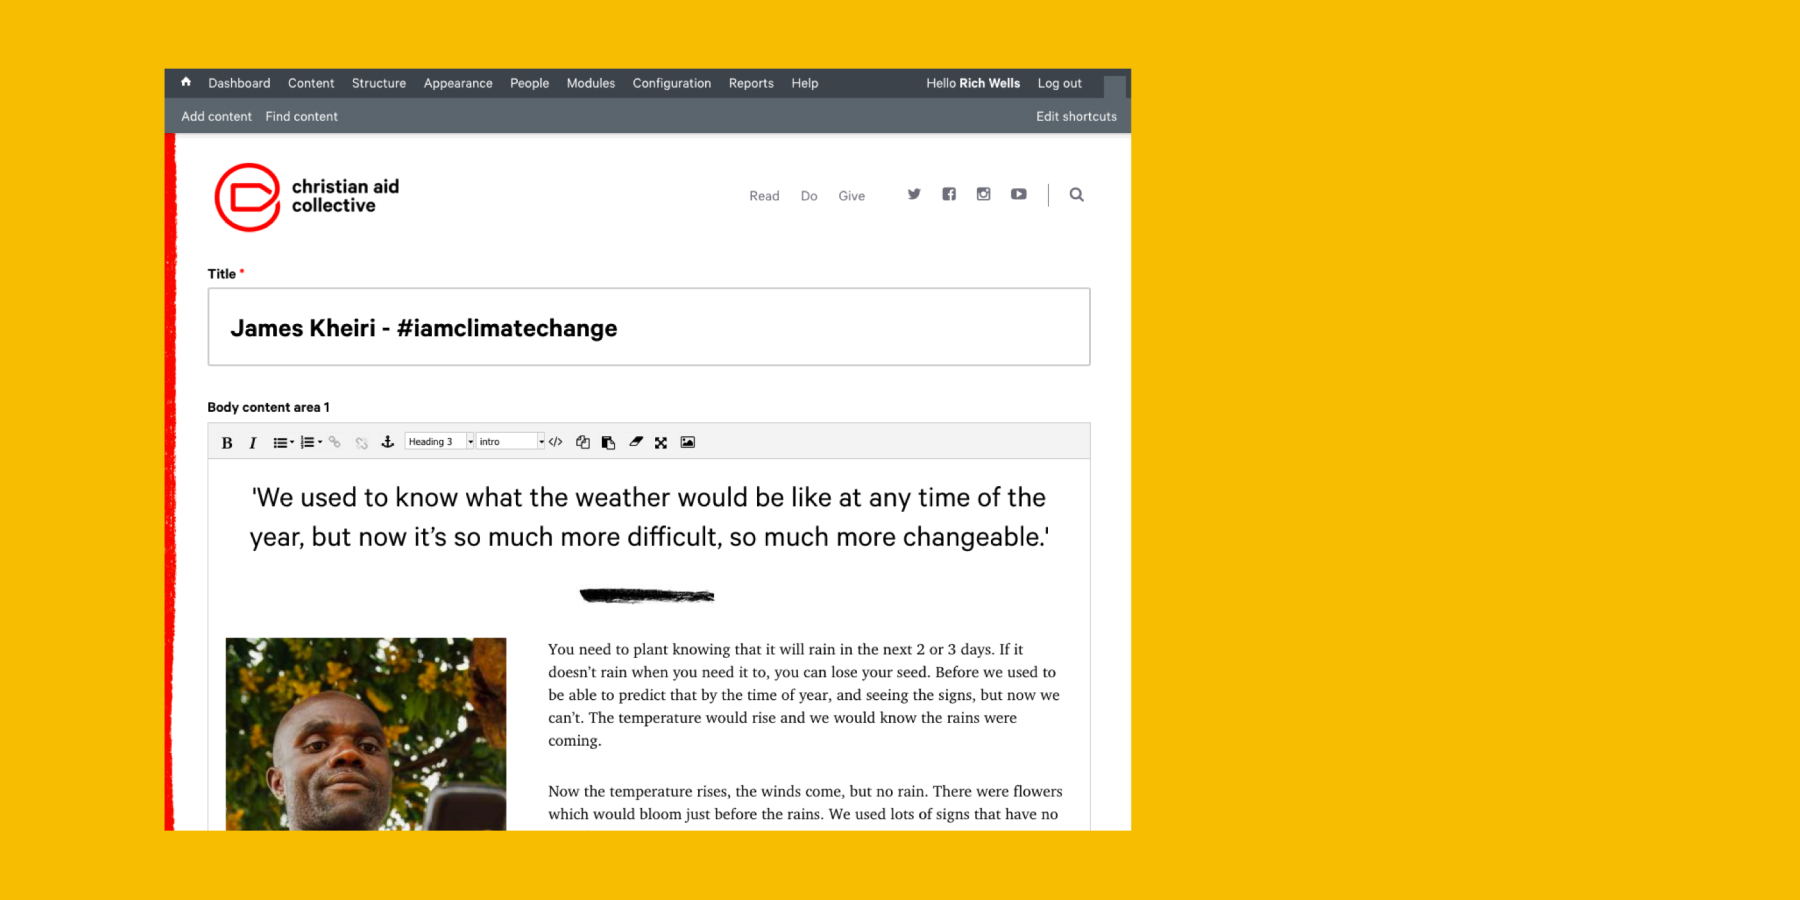 Dashboard Content Structure Appearance People Modules Configuration Reports Help Hello Rich Wells Log out
Add content Find content Edit shortcuts
christian aid
collective
Read Do Give
Title *
James Kheiri - #iamclimatechange
Body content area 1
B I Heading 3 intro
'We used to know what the weather would be like at any time of the
year, but now it’s so much more difficult, so much more changeable.'
You need to plant knowing that it will rain in the next 2 or 3 days. If it
doesn’t rain when you need it to, you can lose your seed. Before we used to
be able to predict that by the time of year, and seeing the signs, but now we
can’t. The temperature would rise and we would know the rains were
coming.
Now the temperature rises, the winds come, but no rain. There were flowers
which would bloom just before the rains. We used lots of signs that have no